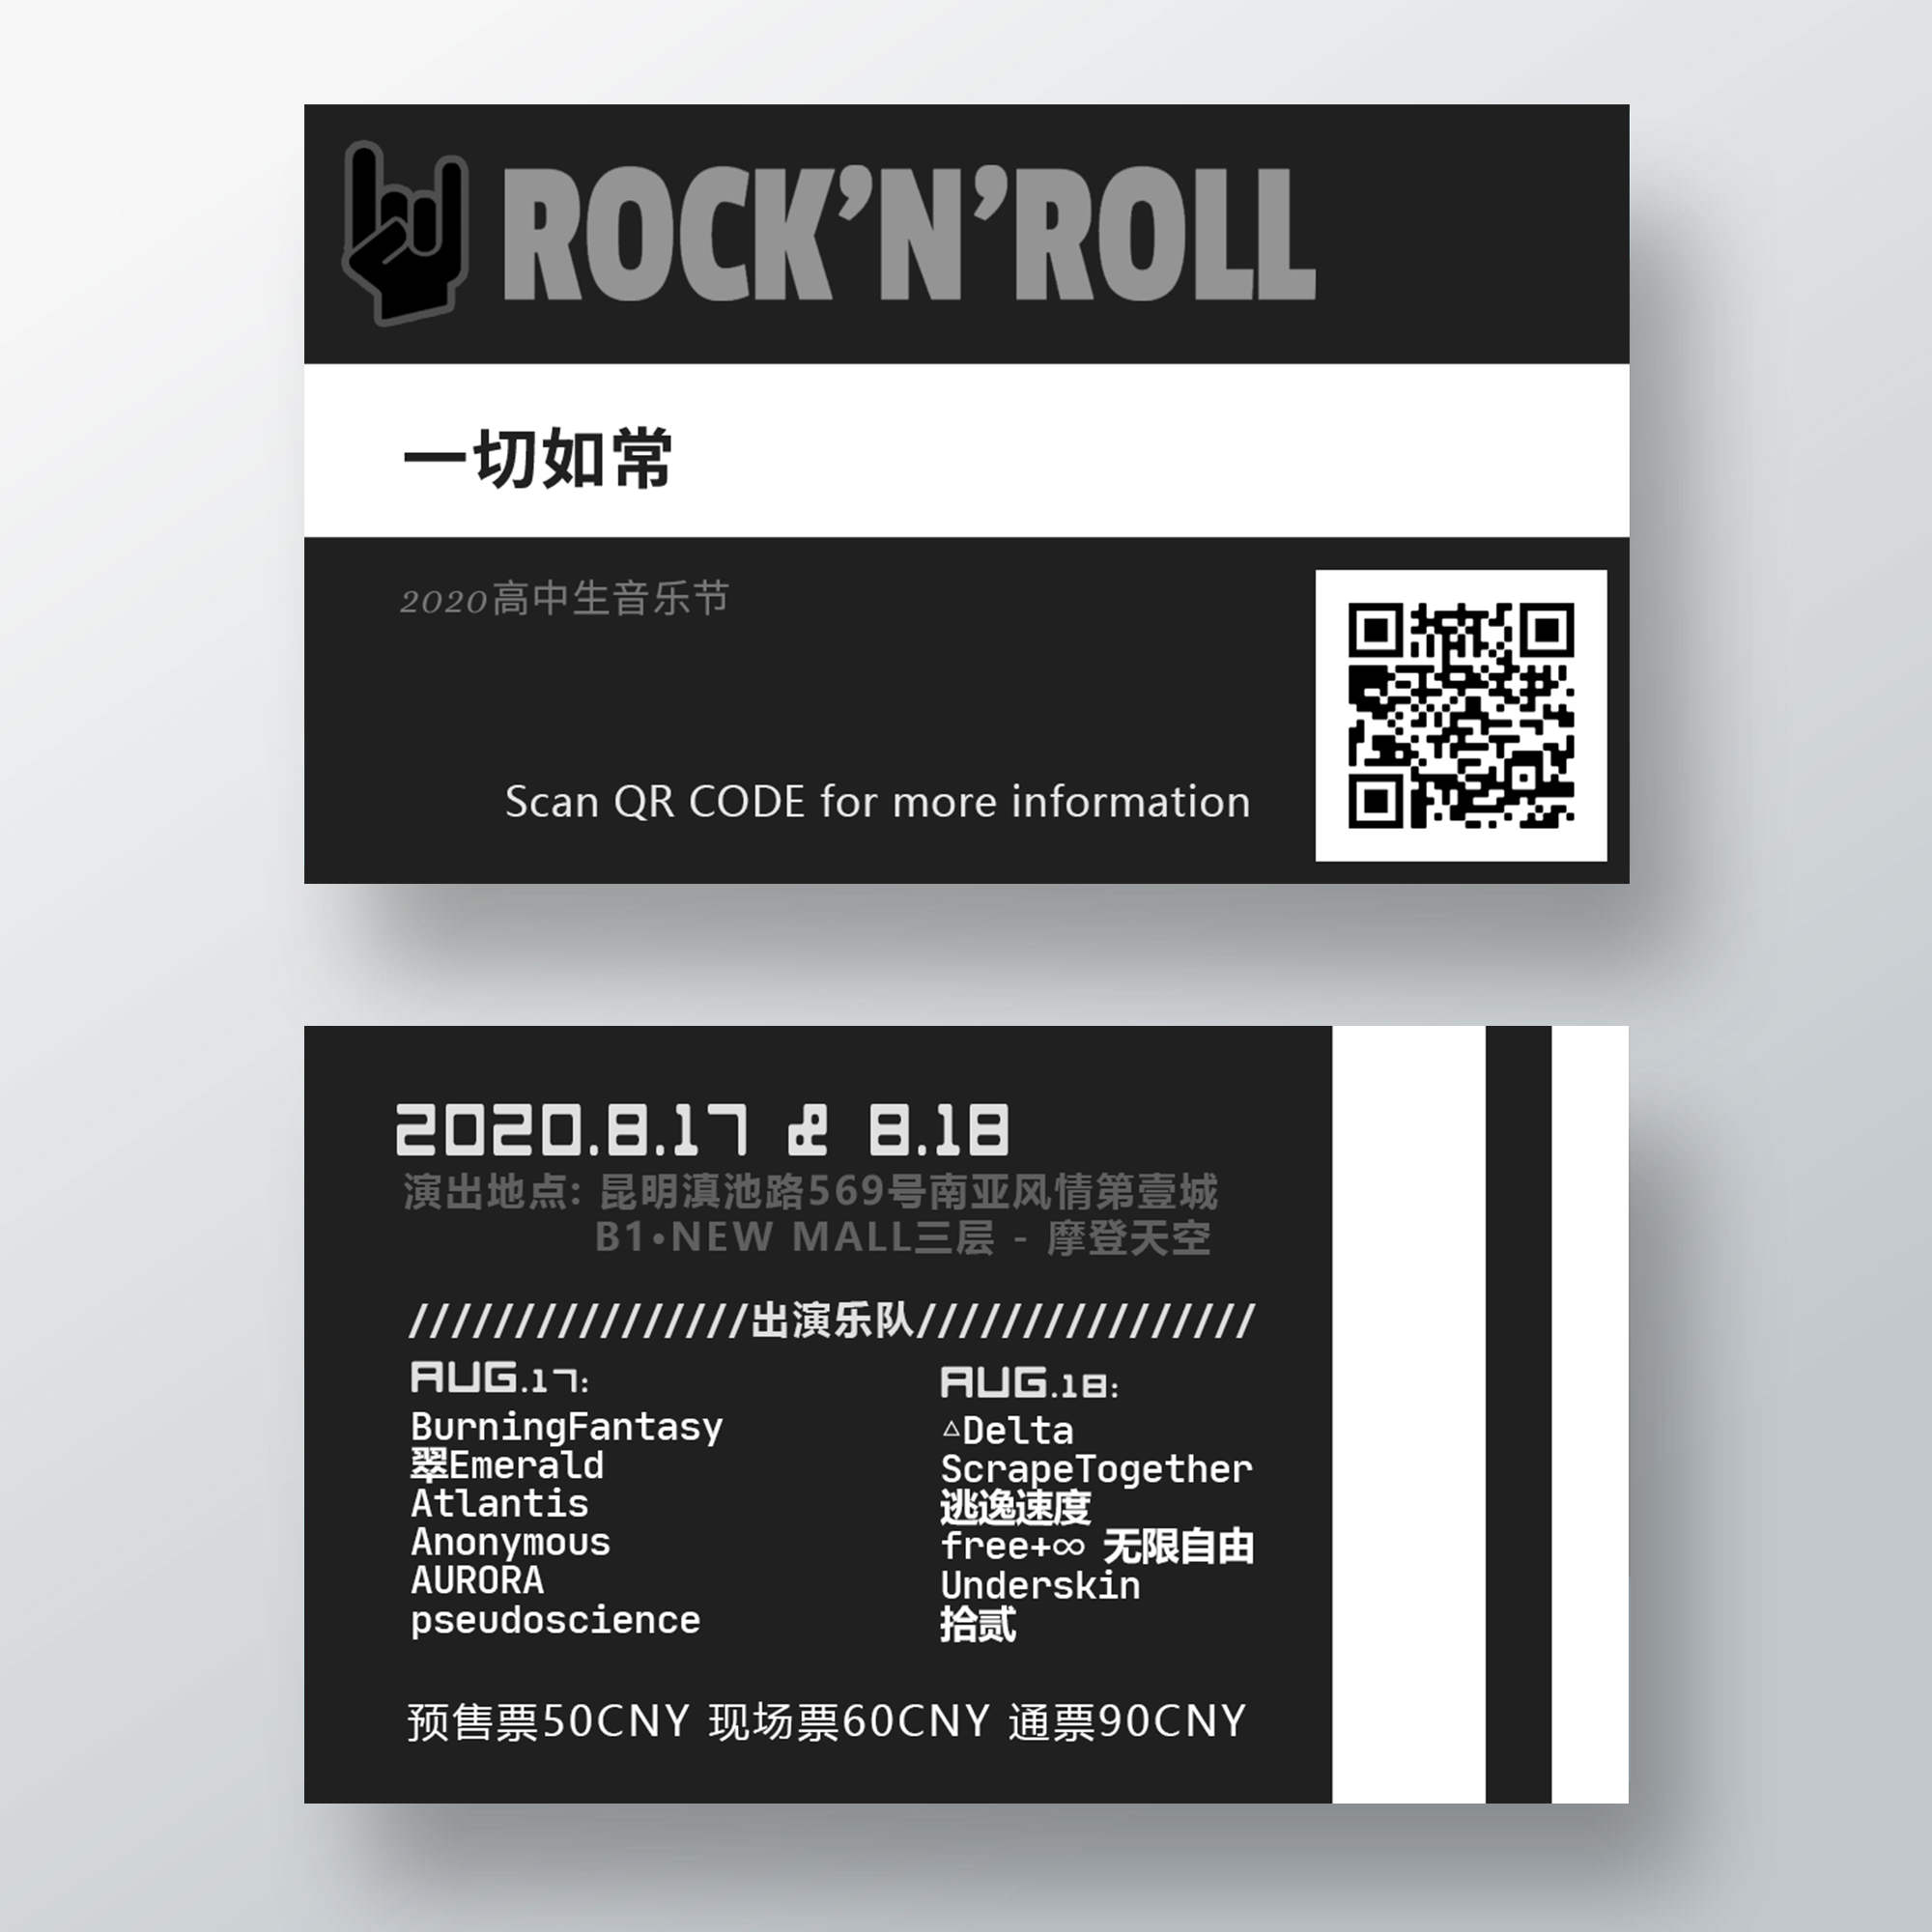 ROCK’N’ROLL
一切如常
2020高中生音乐节
Scan QR CODE for more information
2020.8.17 & 8.18
演出地点: 昆明滇池路569号南亚风情第壹城
B1•NEW MALL三层 - 摩登天空
////////////////出演乐队////////////////
AUG.17:
BurningFantasy
翠Emerald
Atlantis
Anonymous
AURORA
pseudoscience
AUG.18:
△Delta
ScrapeTogether
逃逸速度
free+∞ 无限自由
Underskin
拾贰
预售票50CNY 现场票60CNY 通票90CNY